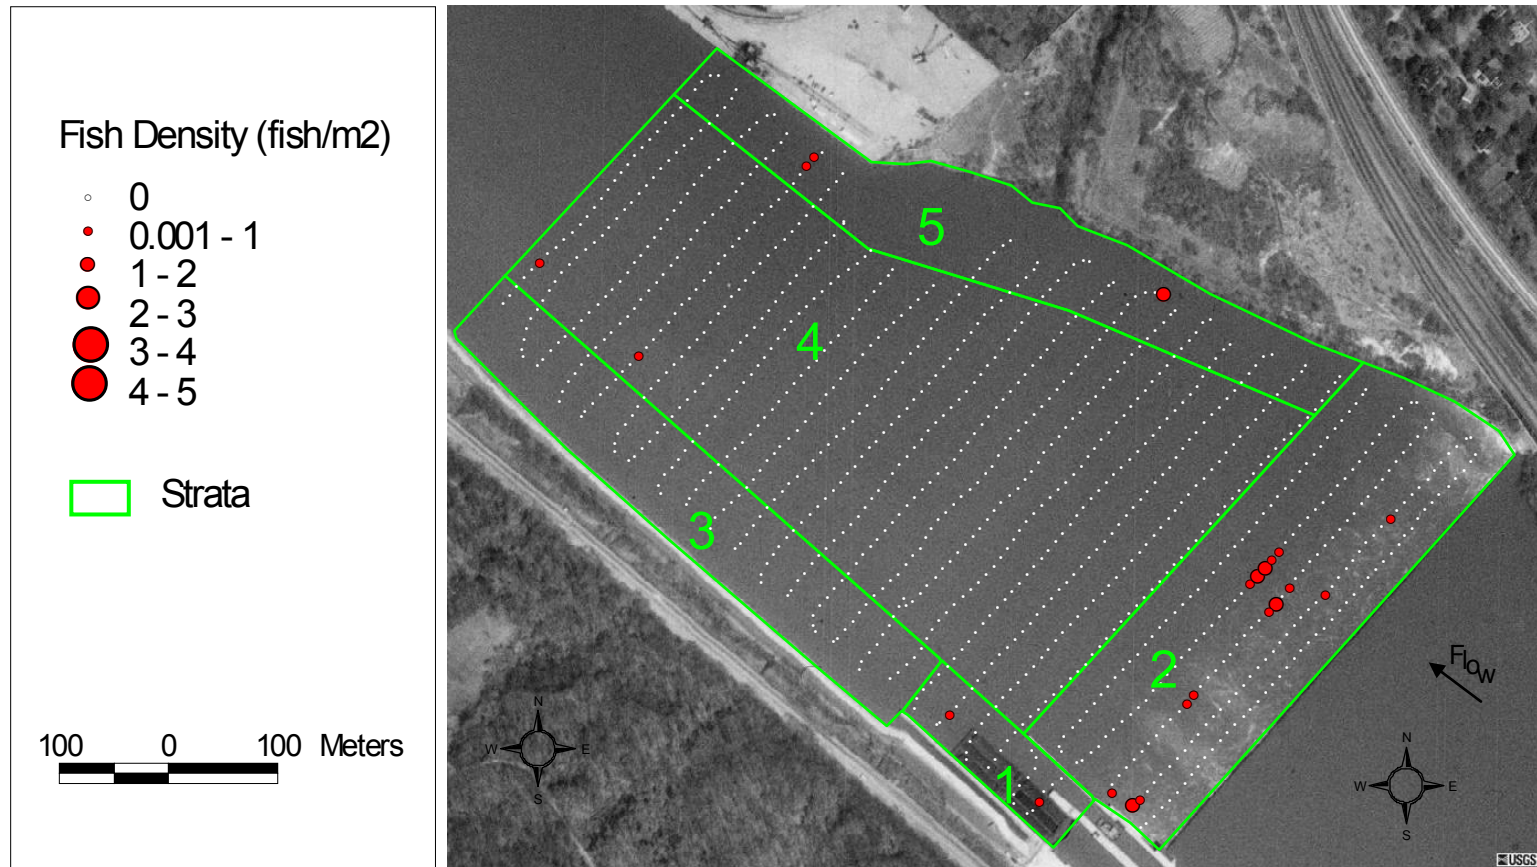 Fish Density (fish/m2)
0
0.001 - 1
1 - 2
2 - 3
3 - 4
4 - 5
Strata
100 0 100 Meters
5
4
3
2
1
Flow
N
W E
S
N
W E
S
USGS